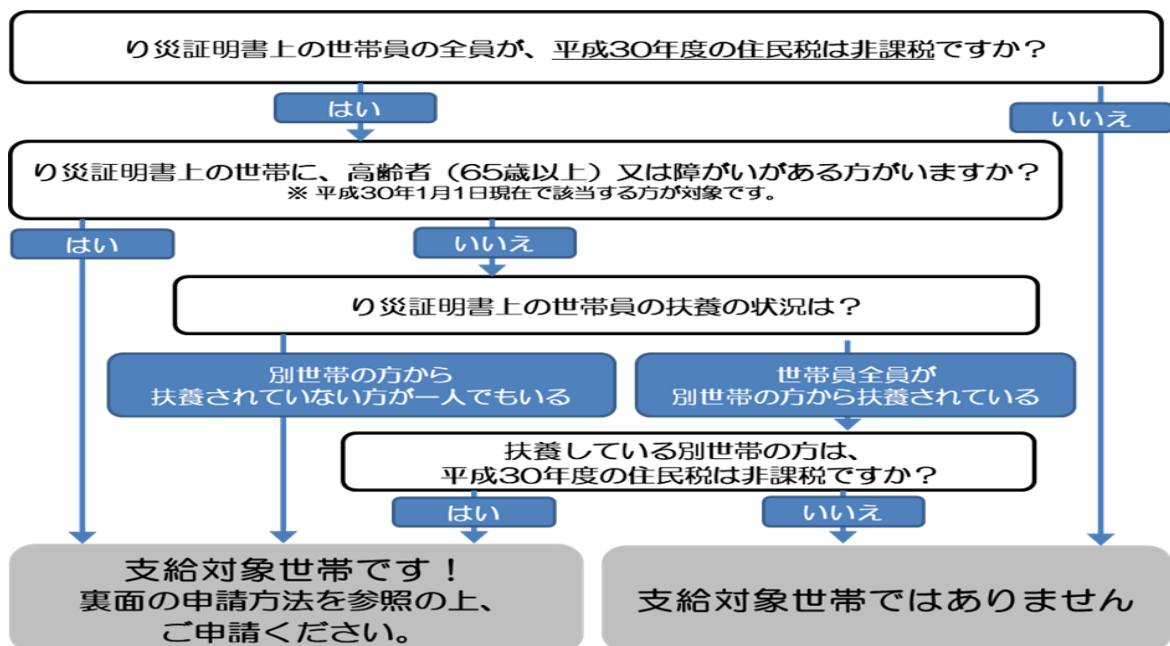 り災証明書上の世帯員の全員が、平成30年度の住民税は非課税ですか？
はい
いいえ
り災証明書上の世帯に、高齢者（65歳以上）又は障がいがある方がいますか？
※ 平成30年1月1日現在で該当する方が対象です。
はい
いいえ
り災証明書上の世帯員の扶養の状況は？
別世帯の方から
扶養されていない方が一人でもいる
世帯員全員が
別世帯の方から扶養されている
扶養している別世帯の方は、
平成30年度の住民税は非課税ですか？
はい
いいえ
支給対象世帯です！
裏面の申請方法を参照の上、
ご申請ください。
支給対象世帯ではありません